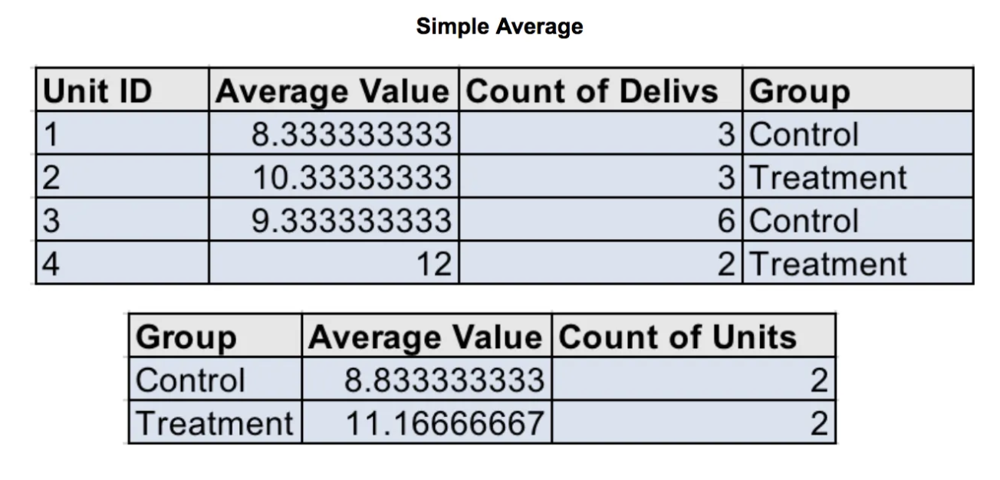 Simple Average
Unit ID Average Value Count of Delivs Group
1 8.333333333 3 Control
2 10.33333333 3 Treatment
3 9.333333333 6 Control
4 12 2 Treatment
Group Average Value Count of Units
Control 8.833333333 2
Treatment 11.16666667 2